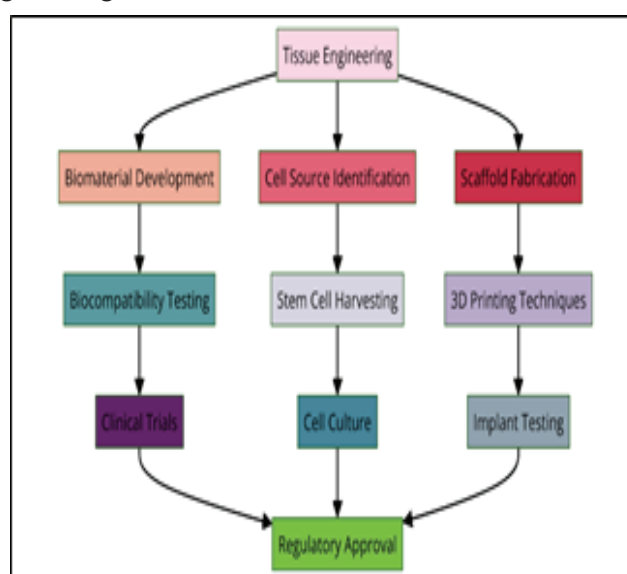 Tissue Engineering
Biomaterial Development
Cell Source Identification
Scaffold Fabrication
Biocompatibility Testing
Stem Cell Harvesting
3D Printing Techniques
Clinical Trials
Cell Culture
Implant Testing
Regulatory Approval